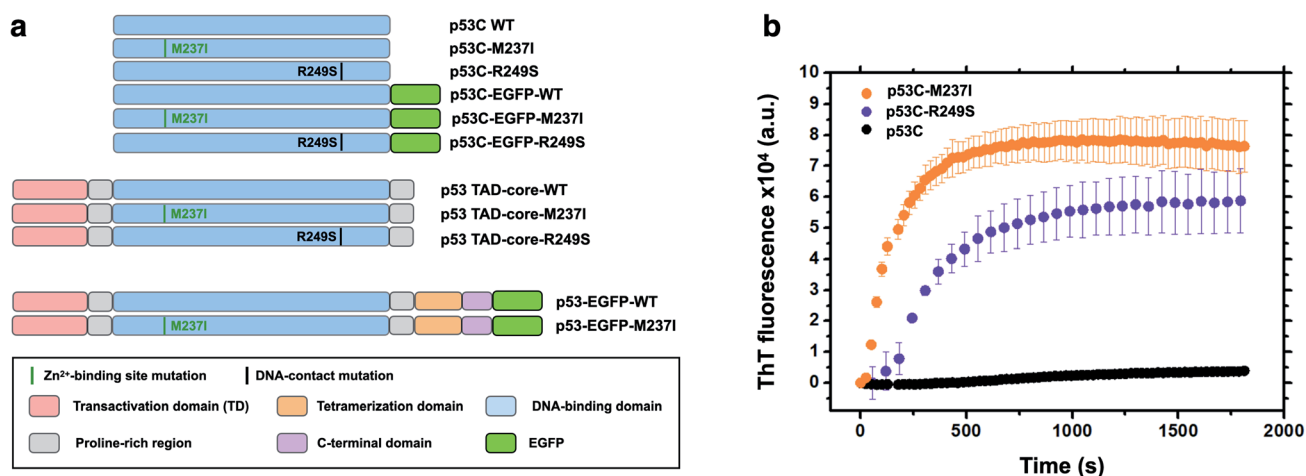 a
p53C WT
M237I p53C-M237I
R249S p53C-R249S
p53C-EGFP-WT
M237I p53C-EGFP-M237I
R249S p53C-EGFP-R249S
p53 TAD-core-WT
M237I p53 TAD-core-M237I
R249S p53 TAD-core-R249S
p53-EGFP-WT
M237I p53-EGFP-M237I
Zn²⁺-binding site mutation DNA-contact mutation
Transactivation domain (TD) Tetramerization domain DNA-binding domain
Proline-rich region C-terminal domain EGFP
b
p53C-M237I
p53C-R249S
p53C
ThT fluorescence x10⁴ (a.u.)
10
9
8
7
6
5
4
3
2
1
0
0 500 1000 1500 2000
Time (s)